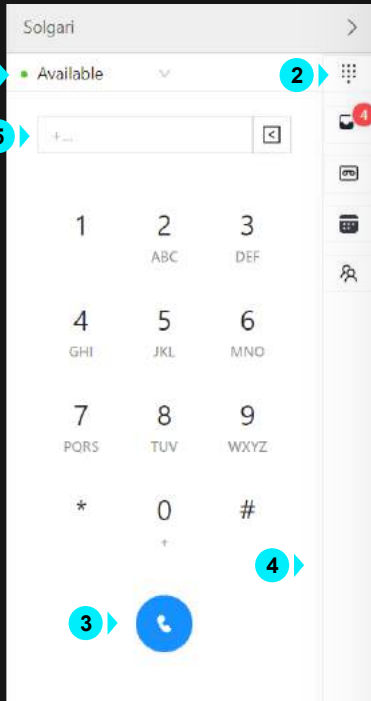 Solgari
Available
2
4
5
+...
1 2 3
ABC DEF
4 5 6
GHI JKL MNO
7 8 9
PQRS TUV WXYZ
* 0 #
+
4
3